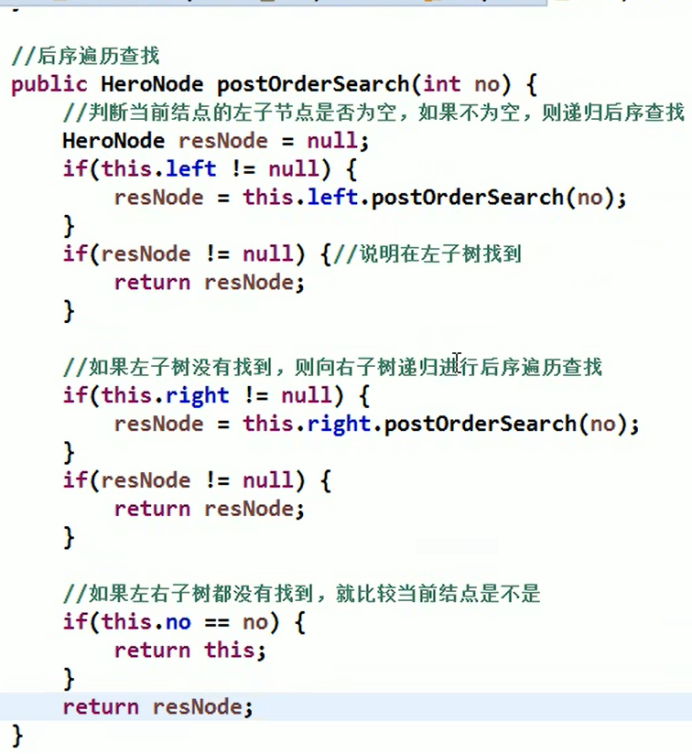 //后序遍历查找
public HeroNode postOrderSearch(int no) {
//判断当前结点的左子节点是否为空，如果不为空，则递归后序查找
HeroNode resNode = null;
if(this.left != null) {
resNode = this.left.postOrderSearch(no);
}
if(resNode != null) {//说明在左子树找到
return resNode;
}
//如果左子树没有找到，则向右子树递归进行后序遍历查找
if(this.right != null) {
resNode = this.right.postOrderSearch(no);
}
if(resNode != null) {
return resNode;
}
//如果左右子树都没有找到，就比较当前结点是不是
if(this.no == no) {
return this;
}
return resNode;
}